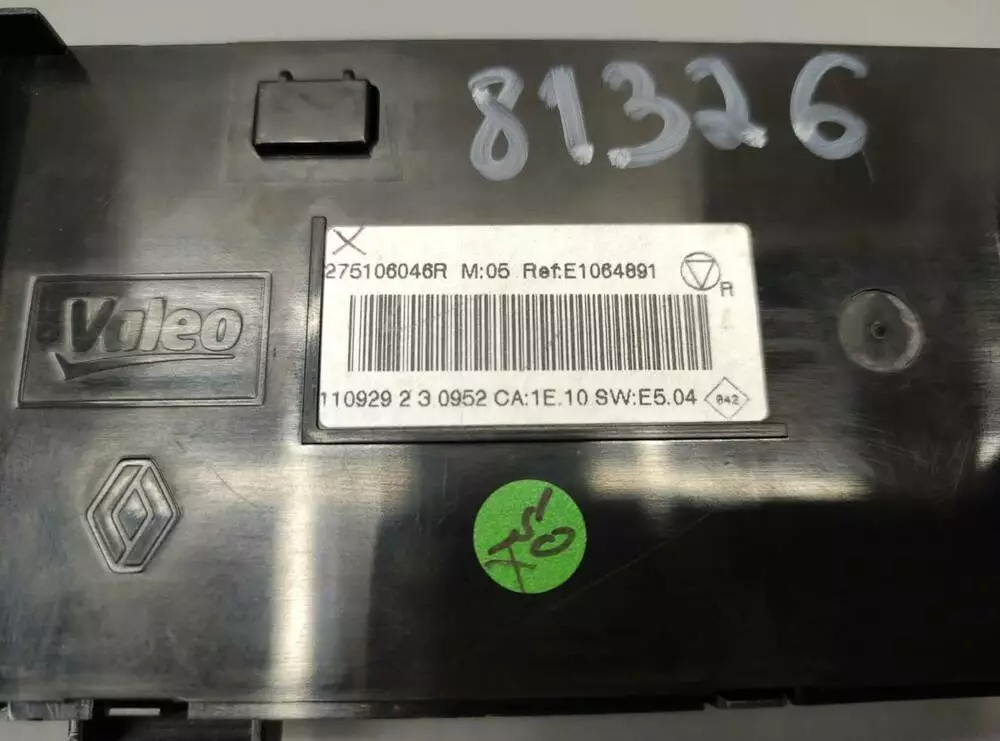 81326
275106046R M:05 Ref:E1064891
R
Valeo
110929 2 3 0952 CA:1E.10 SW:E5.04
842